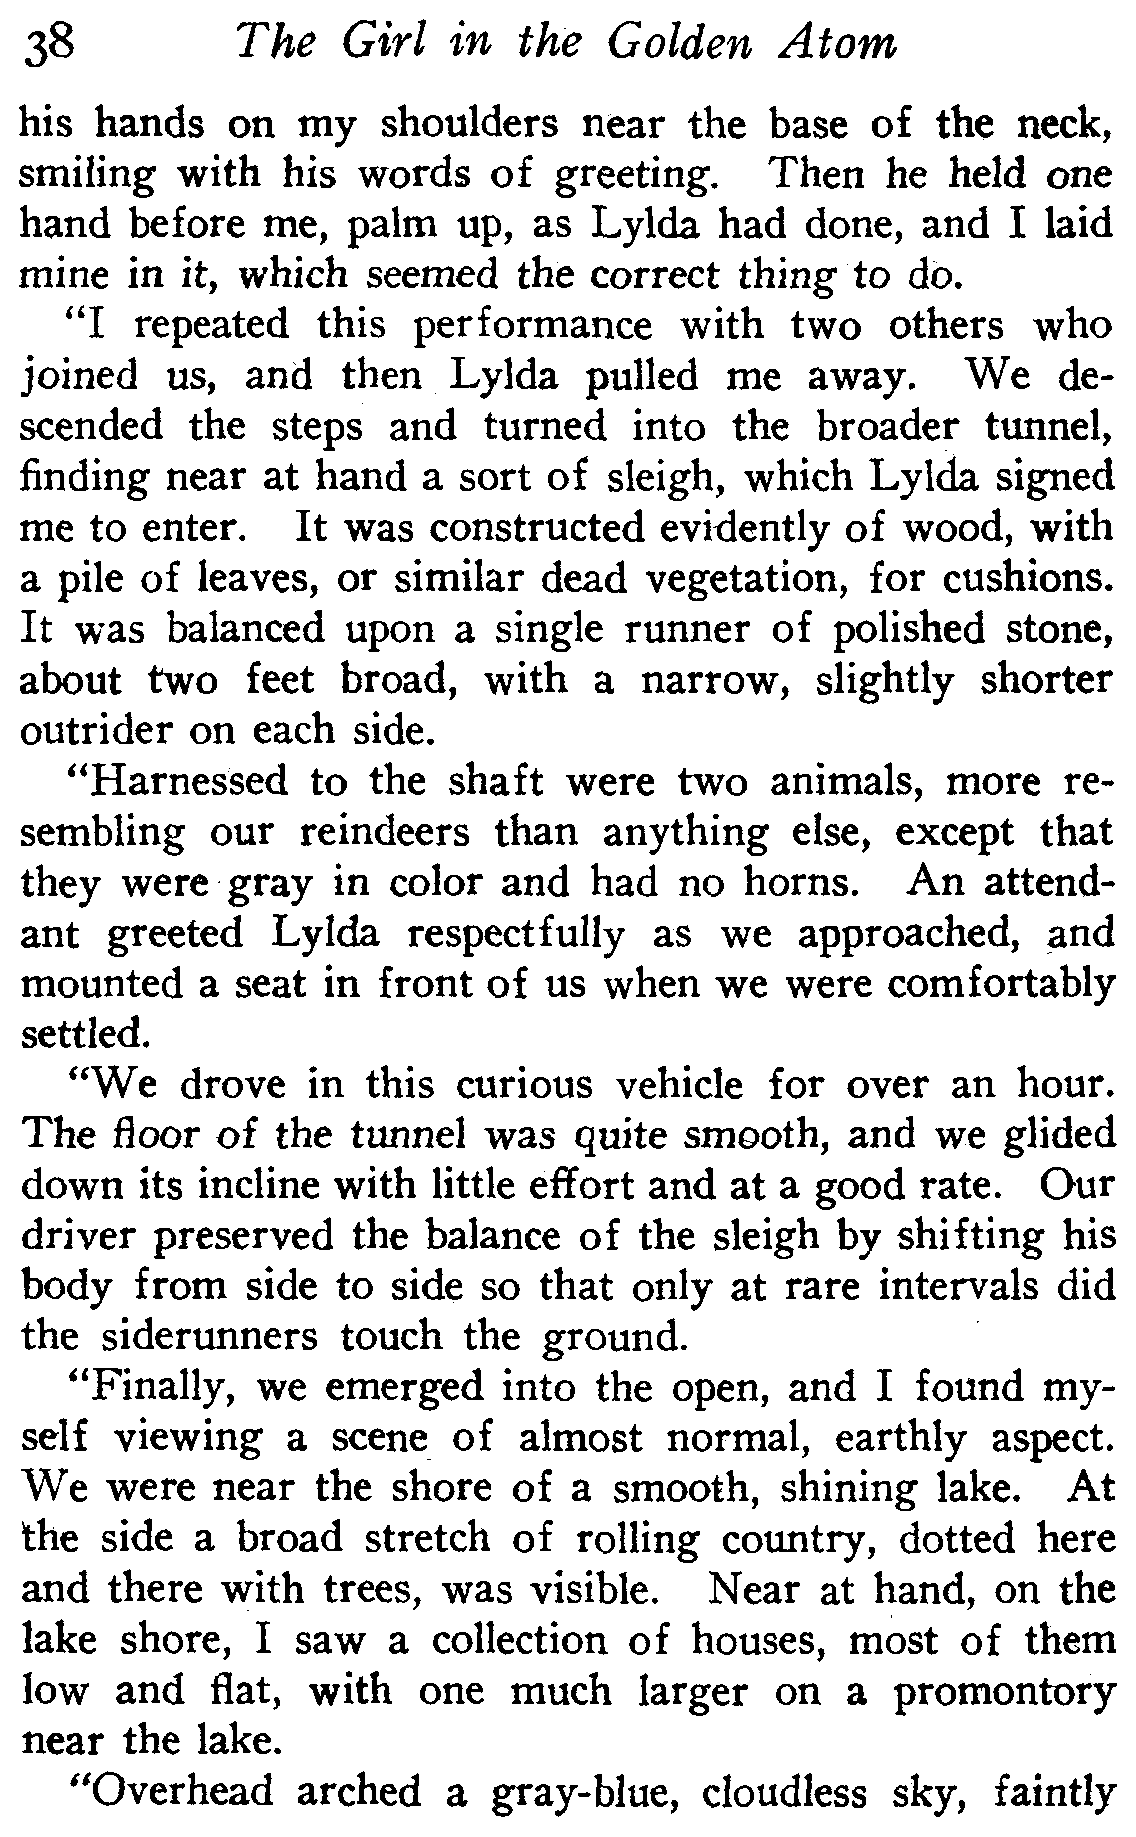 38 The Girl in the Golden Atom
his hands on my shoulders near the base of the neck,
smiling with his words of greeting. Then he held one
hand before me, palm up, as Lylda had done, and I laid
mine in it, which seemed the correct thing to do.
“I repeated this performance with two others who
joined us, and then Lylda pulled me away. We de-
scended the steps and turned into the broader tunnel,
finding near at hand a sort of sleigh, which Lylda signed
me to enter. It was constructed evidently of wood, with
a pile of leaves, or similar dead vegetation, for cushions.
It was balanced upon a single runner of polished stone,
about two feet broad, with a narrow, slightly shorter
outrider on each side.
“Harnessed to the shaft were two animals, more re-
sembling our reindeers than anything else, except that
they were gray in color and had no horns. An attend-
ant greeted Lylda respectfully as we approached, and
mounted a seat in front of us when we were comfortably
settled.
“We drove in this curious vehicle for over an hour.
The floor of the tunnel was quite smooth, and we glided
down its incline with little effort and at a good rate. Our
driver preserved the balance of the sleigh by shifting his
body from side to side so that only at rare intervals did
the siderunners touch the ground.
“Finally, we emerged into the open, and I found my-
self viewing a scene of almost normal, earthly aspect.
We were near the shore of a smooth, shining lake. At
the side a broad stretch of rolling country, dotted here
and there with trees, was visible. Near at hand, on the
lake shore, I saw a collection of houses, most of them
low and flat, with one much larger on a promontory
near the lake.
“Overhead arched a gray-blue, cloudless sky, faintly